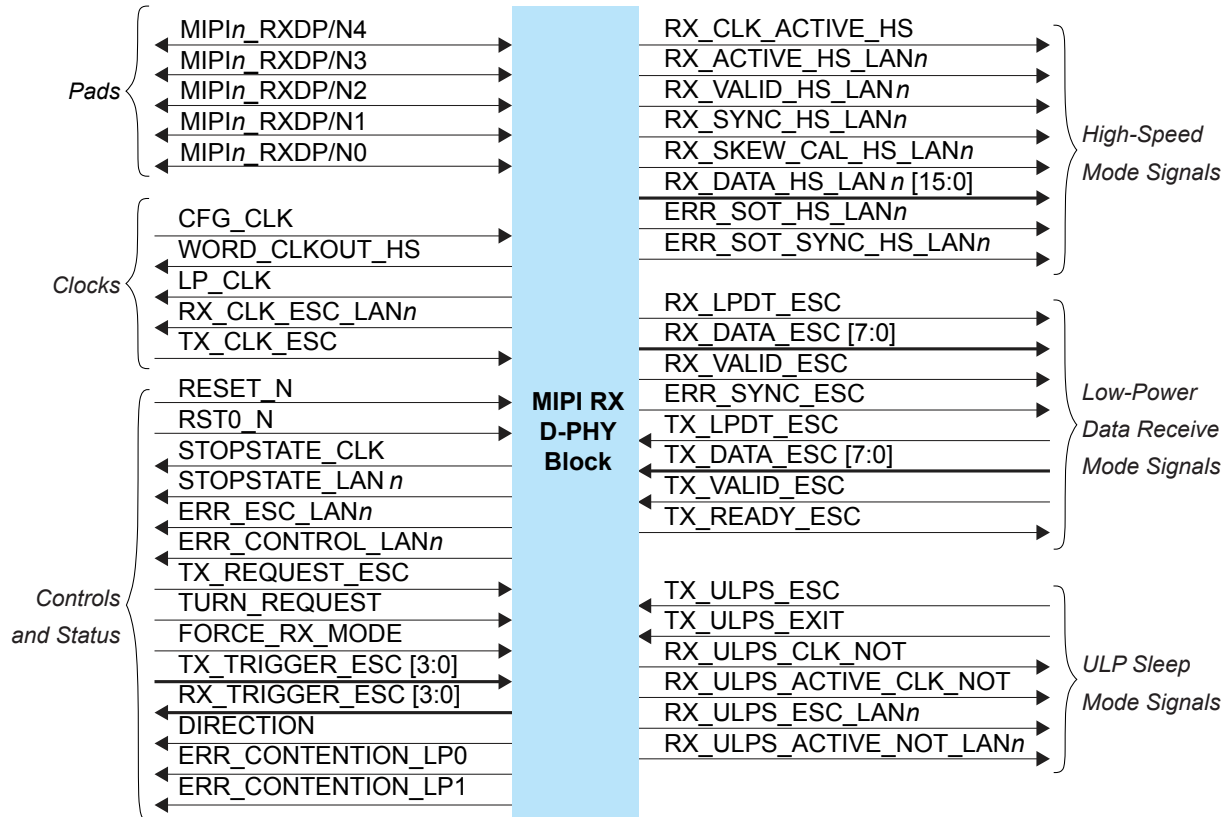 Pads
MIPIn_RXDP/N4
MIPIn_RXDP/N3
MIPIn_RXDP/N2
MIPIn_RXDP/N1
MIPIn_RXDP/N0
Clocks
CFG_CLK
WORD_CLKOUT_HS
LP_CLK
RX_CLK_ESC_LANn
TX_CLK_ESC
Controls
and Status
RESET_N
RST0_N
STOPSTATE_CLK
STOPSTATE_LAN n
ERR_ESC_LANn
ERR_CONTROL_LANn
TX_REQUEST_ESC
TURN_REQUEST
FORCE_RX_MODE
TX_TRIGGER_ESC [3:0]
RX_TRIGGER_ESC [3:0]
DIRECTION
ERR_CONTENTION_LP0
ERR_CONTENTION_LP1
MIPI RX
D-PHY
Block
RX_CLK_ACTIVE_HS
RX_ACTIVE_HS_LANn
RX_VALID_HS_LANn
RX_SYNC_HS_LANn
RX_SKEW_CAL_HS_LANn
RX_DATA_HS_LAN n [15:0]
ERR_SOT_HS_LANn
ERR_SOT_SYNC_HS_LANn
High-Speed
Mode Signals
RX_LPDT_ESC
RX_DATA_ESC [7:0]
RX_VALID_ESC
ERR_SYNC_ESC
TX_LPDT_ESC
TX_DATA_ESC [7:0]
TX_VALID_ESC
TX_READY_ESC
Low-Power
Data Receive
Mode Signals
TX_ULPS_ESC
TX_ULPS_EXIT
RX_ULPS_CLK_NOT
RX_ULPS_ACTIVE_CLK_NOT
RX_ULPS_ESC_LANn
RX_ULPS_ACTIVE_NOT_LANn
ULP Sleep
Mode Signals